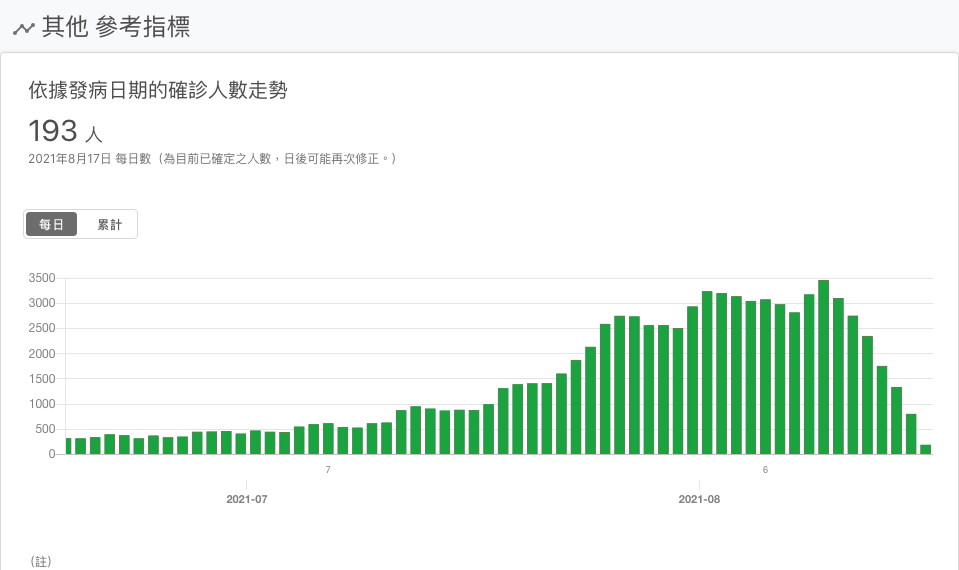 其他 參考指標
依據發病日期的確診人數走勢
193 人
2021年8月17日 每日數（為目前已確定之人數，日後可能再次修正。）
每日 累計
3500
3000
2500
2000
1500
1000
500
0
7 6
2021-07 2021-08
（註）